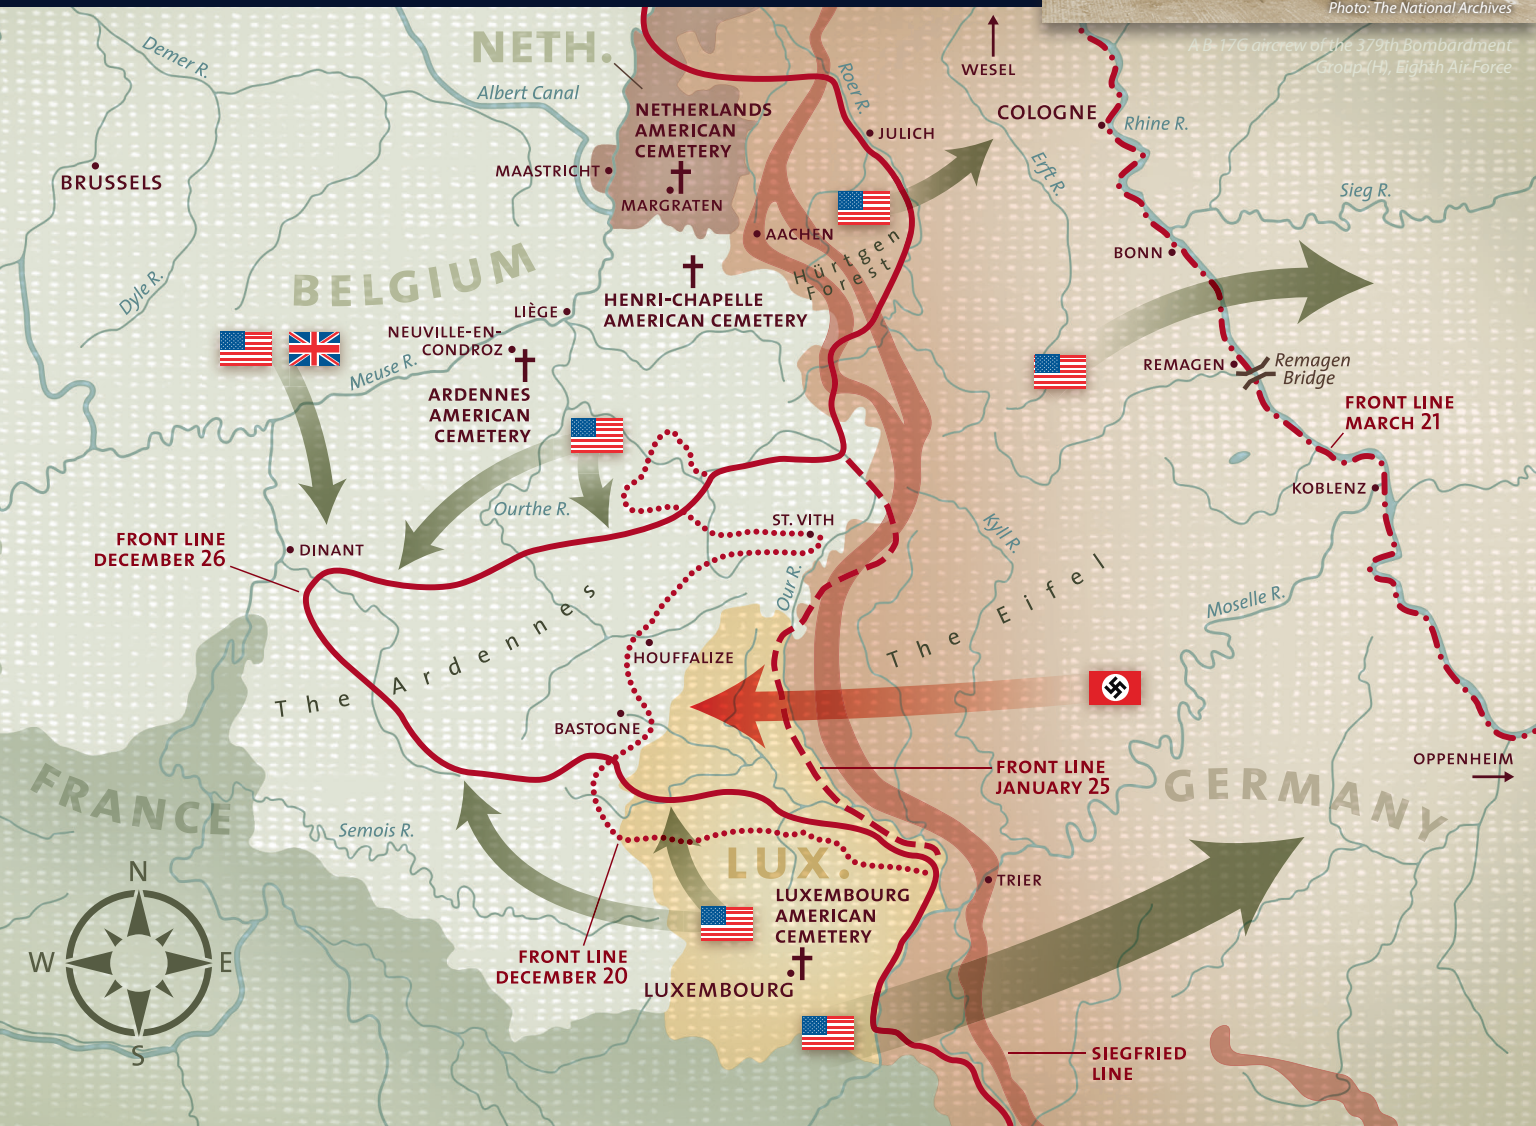 Photo: The National Archives
A B-17G aircrew of the 379th Bombardment
Group (H), Eighth Air Force
Demer R.
NETH.
Albert Canal
Roer R.
WESEL
NETHERLANDS
AMERICAN
CEMETERY
COLOGNE
Rhine R.
JULICH
BRUSSELS
MAASTRICHT
MARGRATEN
Erft R.
Sieg R.
AACHEN
Hürtgen
Forest
BONN
BELGIUM
Dyle R.
HENRI-CHAPELLE
AMERICAN CEMETERY
LIÈGE
NEUVILLE-EN-
CONDROZ
Meuse R.
ARDENNES
AMERICAN
CEMETERY
REMAGEN
Remagen
Bridge
FRONT LINE
MARCH 21
KOBLENZ
Ourthe R.
ST. VITH
Kyll R.
FRONT LINE
DECEMBER 26
DINANT
Our R.
The Eifel
Moselle R.
The Ardennes
HOUFFALIZE
BASTOGNE
FRONT LINE
JANUARY 25
OPPENHEIM
GERMANY
FRANCE
Semois R.
LUX.
TRIER
LUXEMBOURG
AMERICAN
CEMETERY
N
W
E
S
FRONT LINE
DECEMBER 20
LUXEMBOURG
SIEGFRIED
LINE